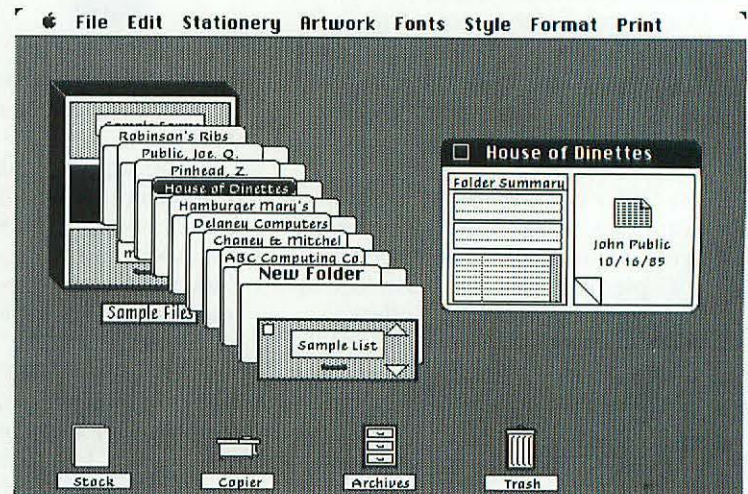 File Edit Stationery Artwork Fonts Style Format Print
Robinson's Ribs
Public, Joe. Q.
Pinhead, Z.
House of Dinettes
Hamburger Mary's
Delaney Computers
Chaney & Mitchel
ABC Computing Co.
New Folder
Sample List
Sample Files
House of Dinettes
Folder Summary
John Public
10/16/85
Stack
Copier
Archives
Trash